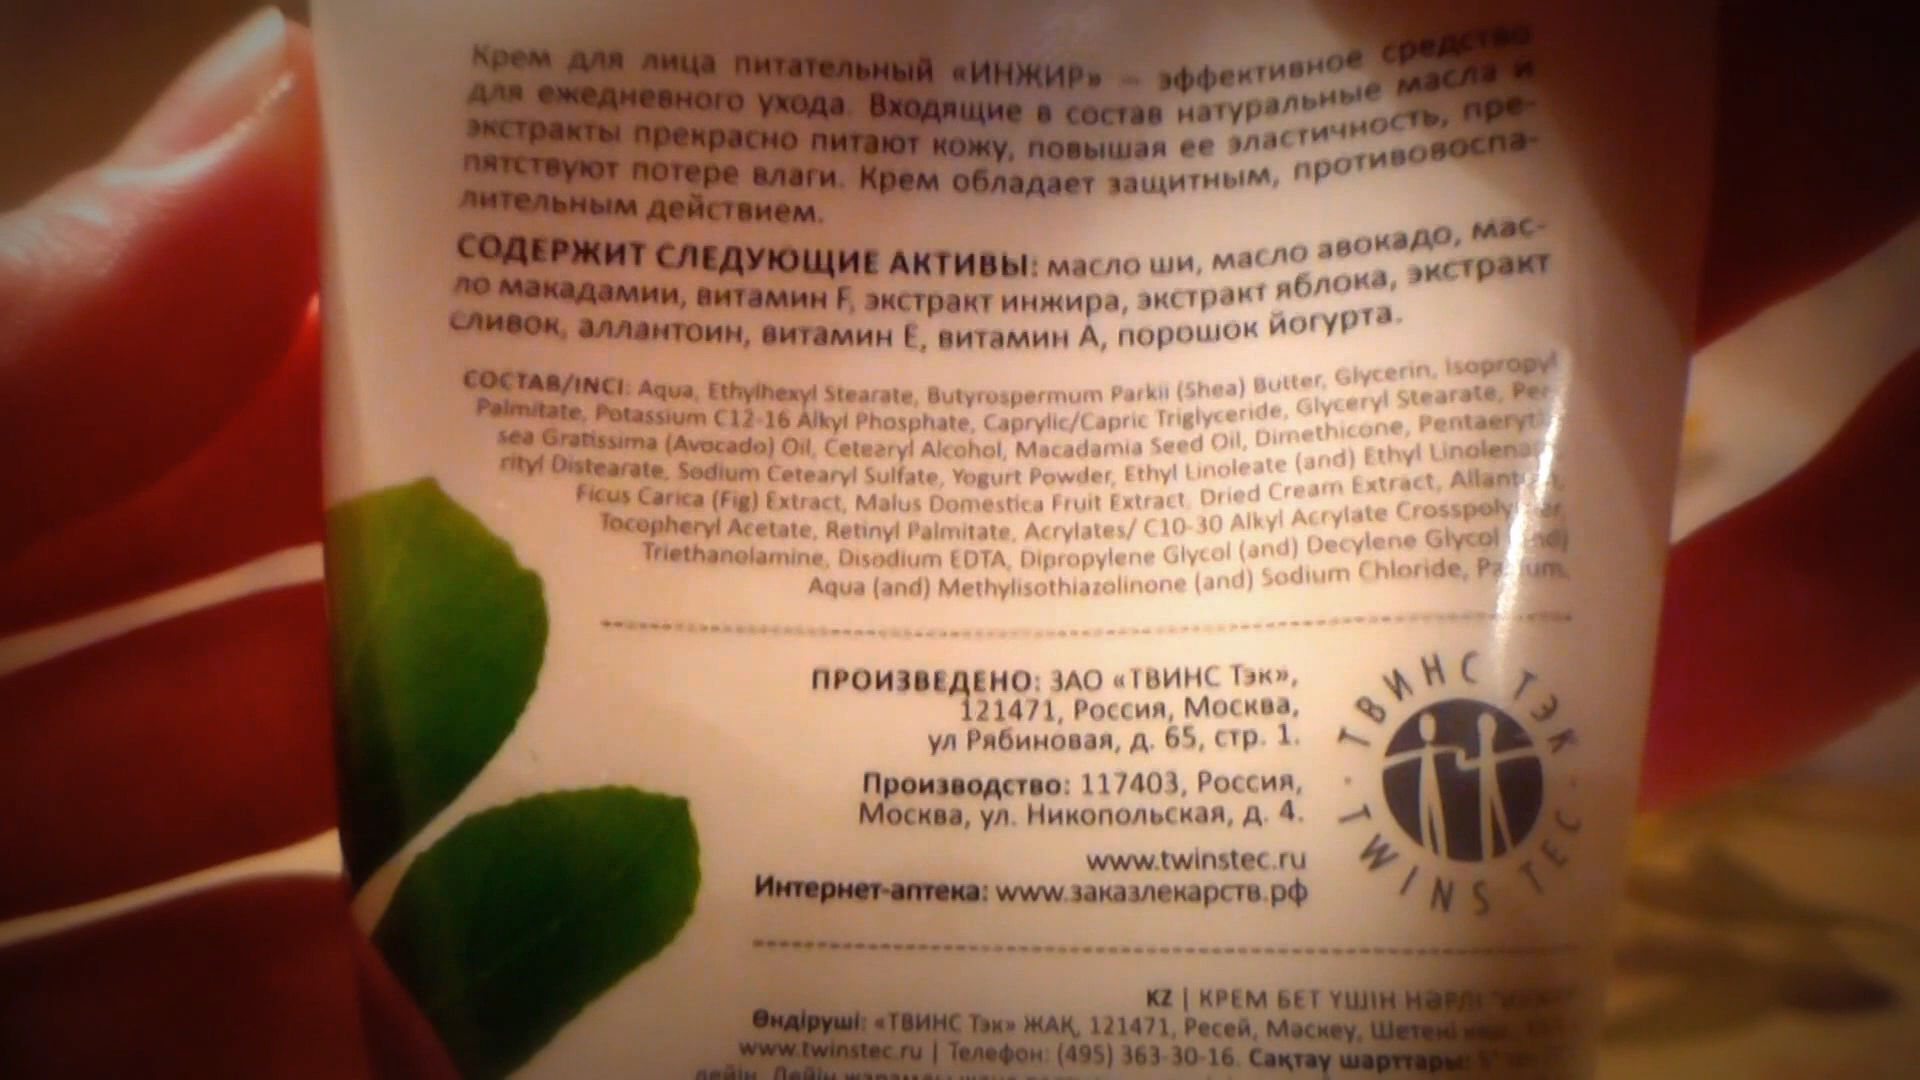 Крем для лица питательный «ИНЖИР» – эффективное средство
для ежедневного ухода. Входящие в состав натуральные масла и
экстракты прекрасно питают кожу, повышая ее эластичность, пре-
пятствуют потере влаги. Крем обладает защитным, противовоспа-
лительным действием.
СОДЕРЖИТ СЛЕДУЮЩИЕ АКТИВЫ: масло ши, масло авокадо, мас-
ло макадамии, витамин F, экстракт инжира, экстракт яблока, экстракт
сливок, аллантоин, витамин Е, витамин А, порошок йогурта.
СОСТАВ/INCI: Aqua, Ethylhexyl Stearate, Butyrospermum Parkii (Shea) Butter, Glycerin, Isopropyl
Palmitate, Potassium C12-16 Alkyl Phosphate, Caprylic/Capric Triglyceride, Glyceryl Stearate, Per-
sea Gratissima (Avocado) Oil, Cetearyl Alcohol, Macadamia Seed Oil, Dimethicone,
rityl Distearate, Sodium Cetearyl Sulfate, Yogurt Powder, Ethyl Linoleate (and) Ethyl
Ficus Carica (Fig) Extract, Malus Domestica Fruit Extract, Dried Cream Extract,
Tocopheryl Acetate, Retinyl Palmitate, Acrylates/ C10-30 Alkyl Acrylate
Triethanolamine, Disodium EDTA, Dipropylene Glycol (and) Decylene Glycol (and)
Aqua (and) Methylisothiazolinone (and) Sodium Chloride, Parfum.
ПРОИЗВЕДЕНО: ЗАО «ТВИНС Тэк»,
121471, Россия, Москва,
ул Рябиновая, д. 65, стр. 1.
Производство: 117403, Россия,
Москва, ул. Никопольская, д. 4.
www.twinstec.ru
Интернет-аптека: www.заказлекарств.рф
ТВИНС ТЭК
TWINS TEC
KZ | КРЕМ БЕТ ҮШІН НӘРЛІ
Өндіруші: «ТВИНС Тэк» ЖАҚ, 121471, Ресей, Мәскеу, Шетені
www.twinstec.ru | Телефон: (495) 363-30-16. Сақтау шарттары:
дейін.